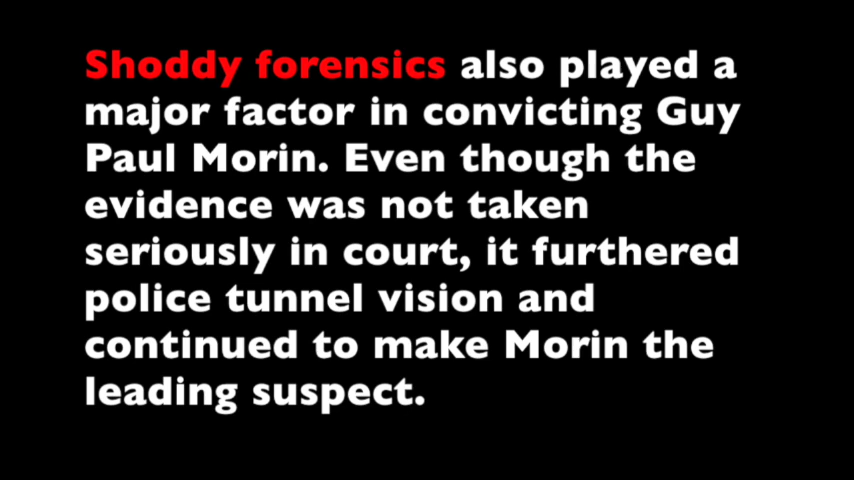 Shoddy forensics also played a
major factor in convicting Guy
Paul Morin. Even though the
evidence was not taken
seriously in court, it furthered
police tunnel vision and
continued to make Morin the
leading suspect.